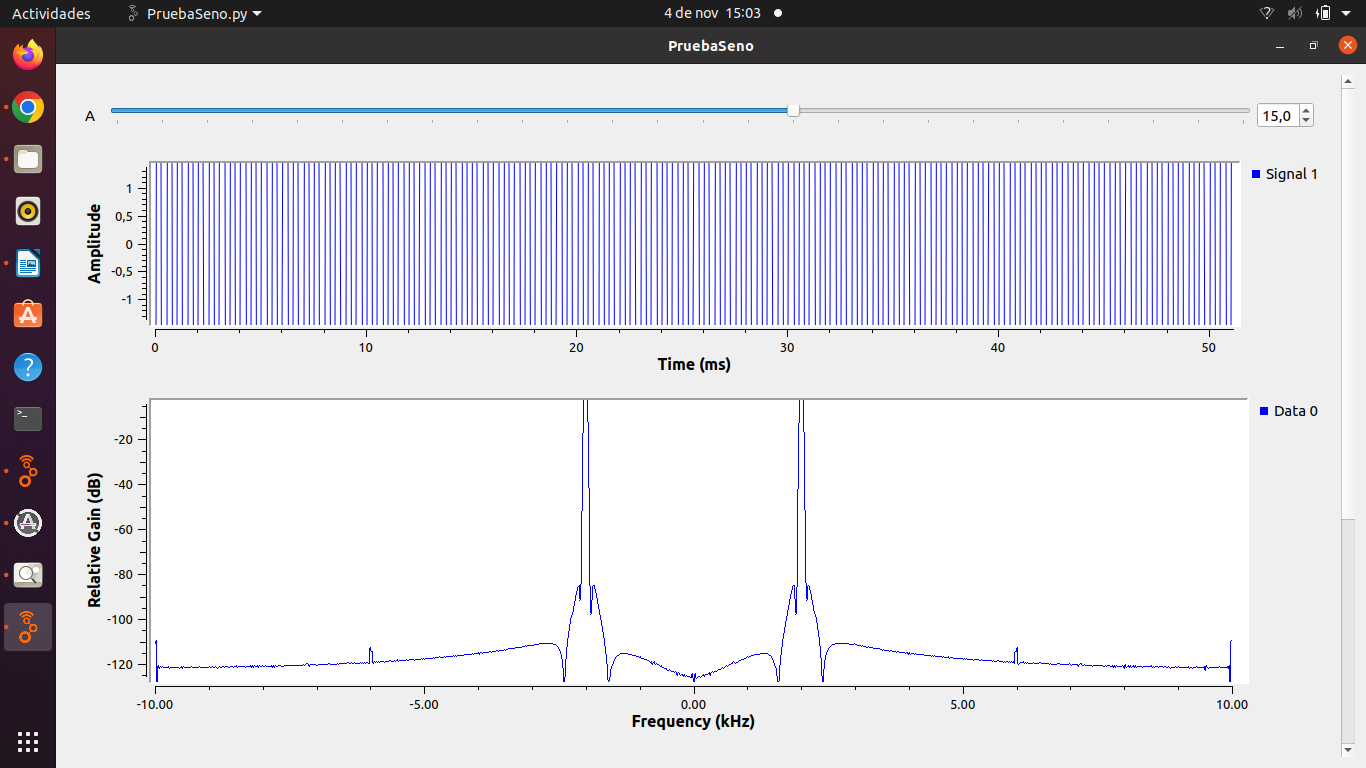 Actividades PruebaSeno.py 4 de nov 15:03
PruebaSeno
A 15,0
Signal 1
Amplitude
1
0,5
0
-0,5
-1
0 10 20 30 40 50
Time (ms)
Data 0
Relative Gain (dB)
-20
-40
-60
-80
-100
-120
-10.00 -5.00 0.00 5.00 10.00
Frequency (kHz)